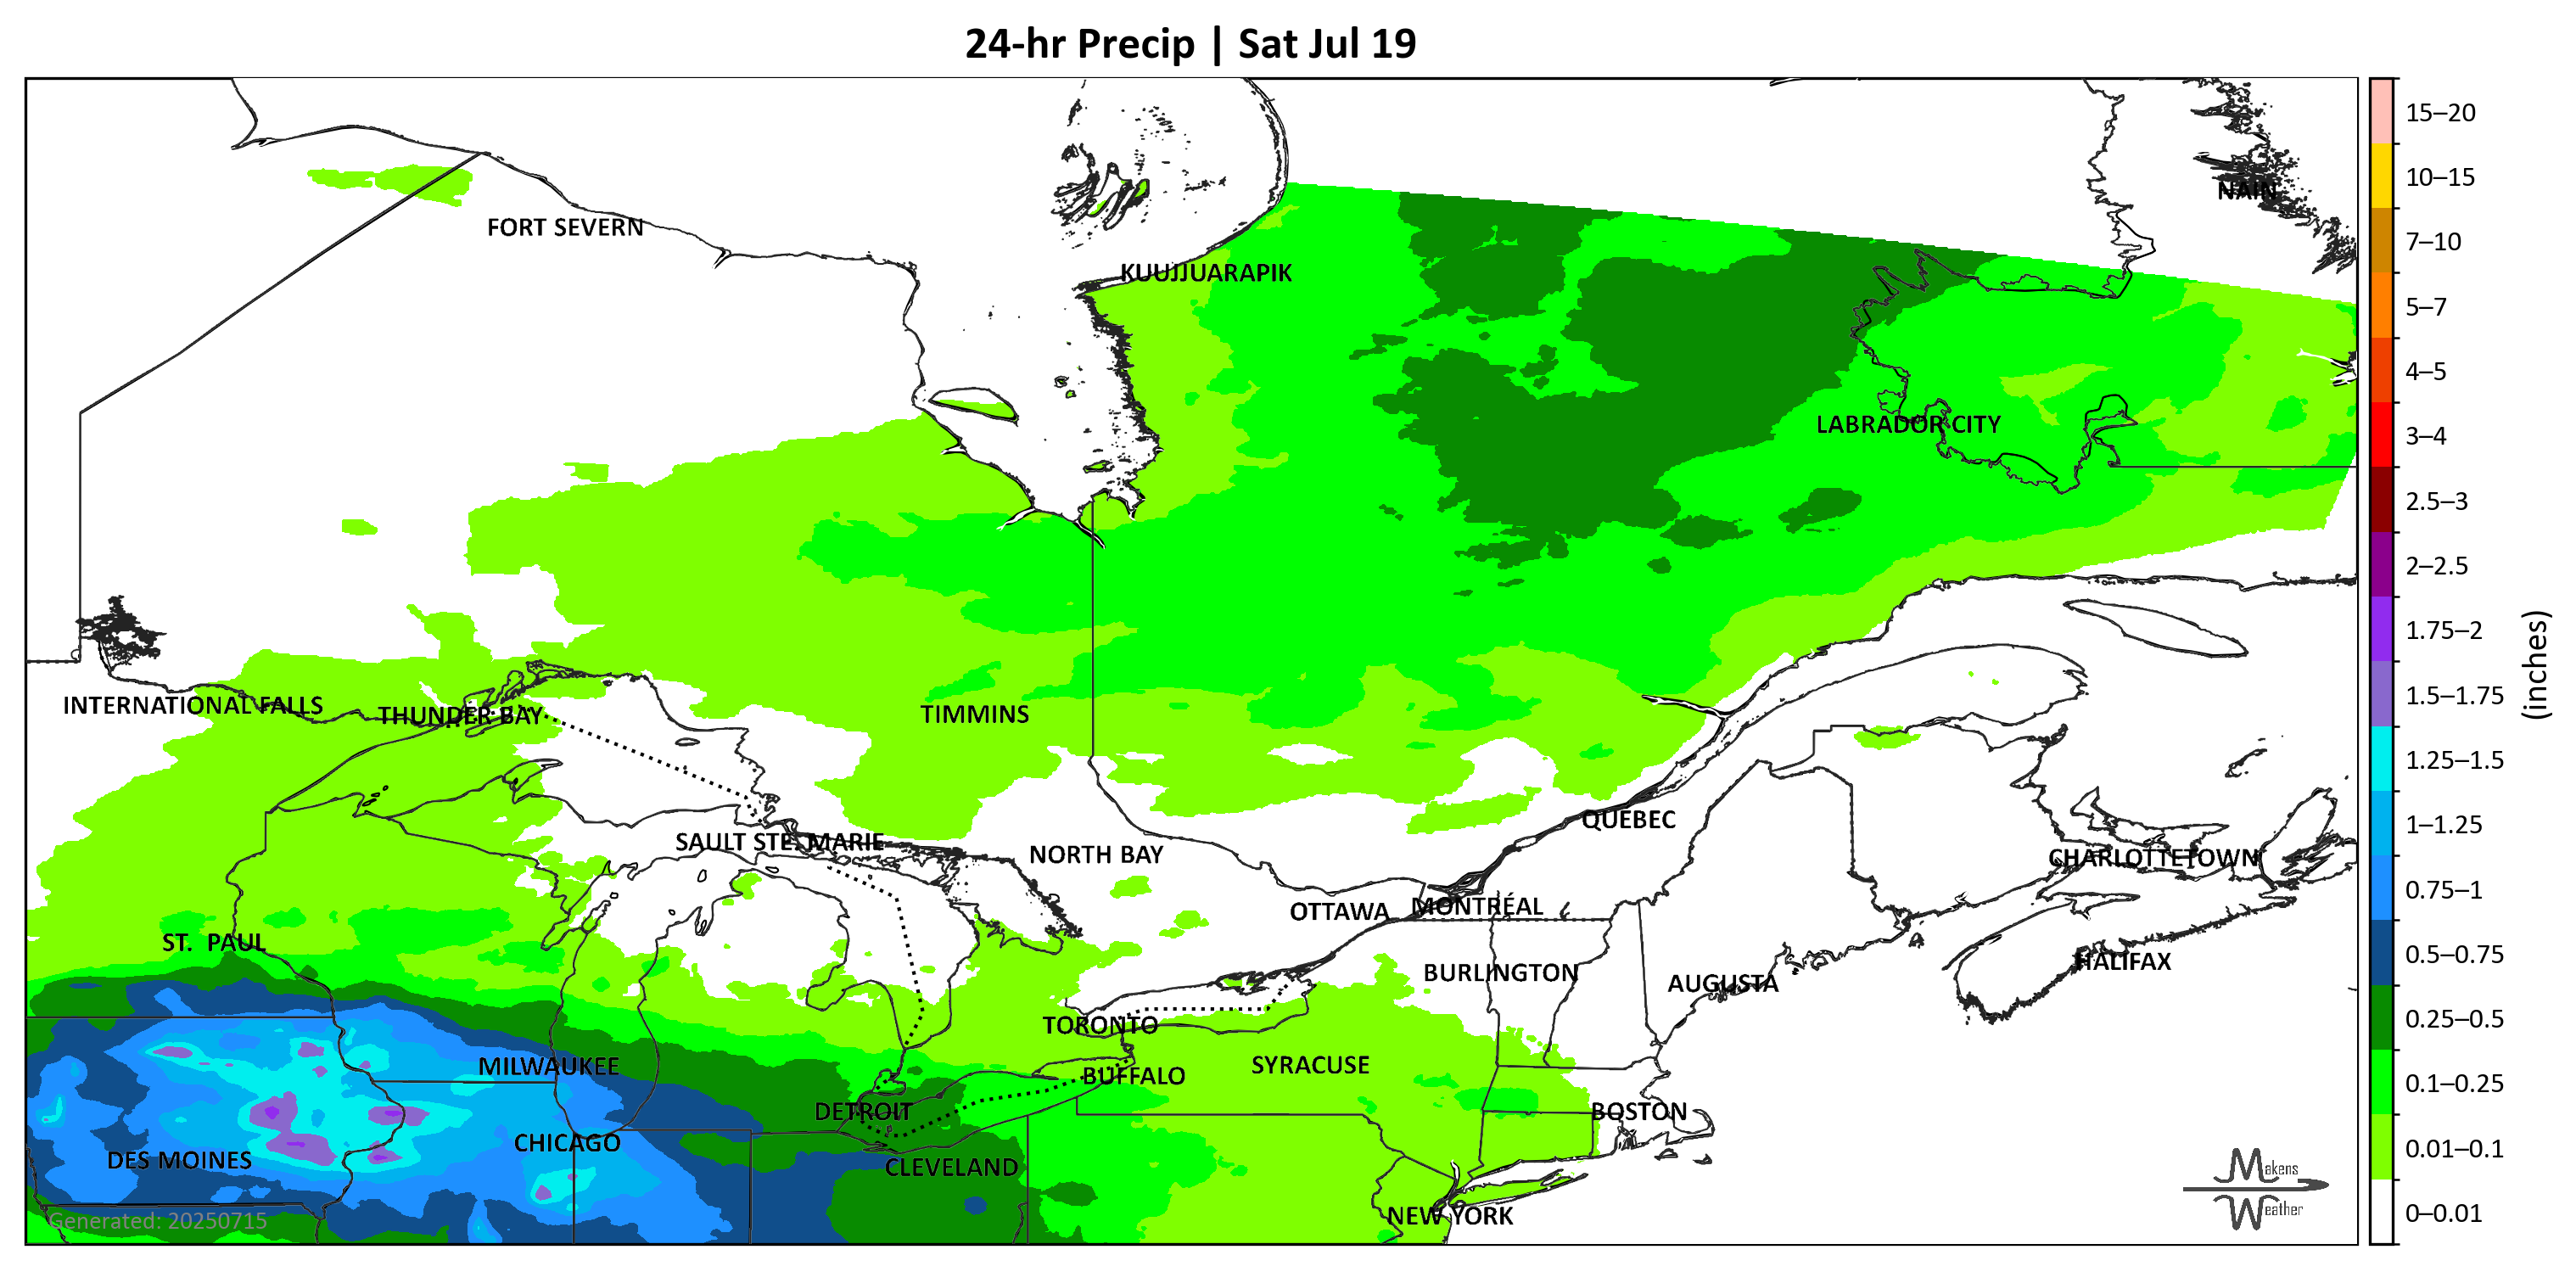 24-hr Precip | Sat Jul 19
NAIN
FORT SEVERN
KUUJJUARAPIK
LABRADOR CITY
INTERNATIONAL FALLS
THUNDER BAY
TIMMINS
QUEBEC
SAULT STE. MARIE
NORTH BAY
CHARLOTTETOWN
OTTAWA
MONTRÉAL
ST. PAUL
HALIFAX
BURLINGTON
AUGUSTA
TORONTO
MILWAUKEE
SYRACUSE
BUFFALO
DETROIT
BOSTON
CHICAGO
DES MOINES
CLEVELAND
NEW YORK
Generated: 20250715
Makens
Weather
15–20
10–15
7–10
5–7
4–5
3–4
2.5–3
2–2.5
1.75–2
1.5–1.75
1.25–1.5
1–1.25
0.75–1
0.5–0.75
0.25–0.5
0.1–0.25
0.01–0.1
0–0.01
(inches)